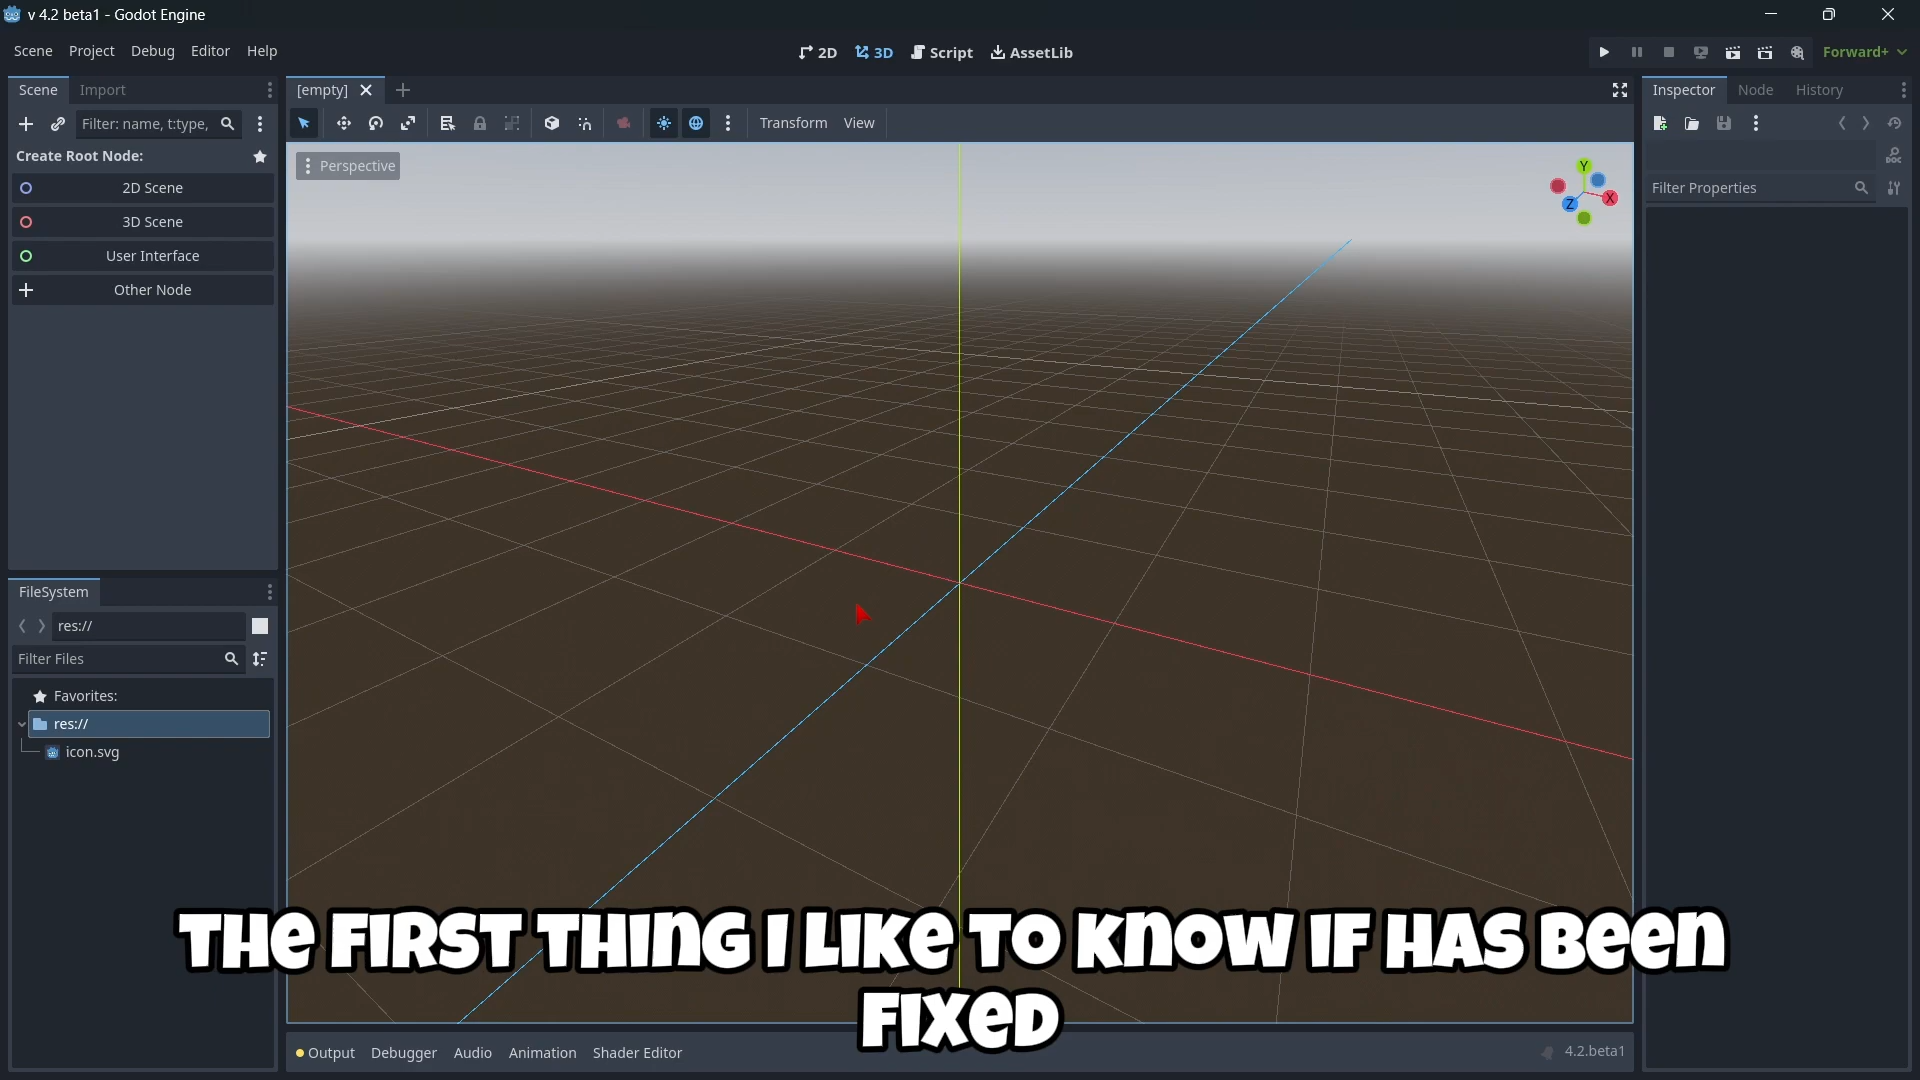 v 4.2 beta1 - Godot Engine
Scene Project Debug Editor Help
2D 3D Script AssetLib
Forward+
Scene Import
Filter: name, t:type,
Create Root Node:
2D Scene
3D Scene
User Interface
Other Node
FileSystem
res://
Filter Files
Favorites:
res://
icon.svg
[empty]
Transform View
Perspective
Y
X
Z
Inspector Node History
DOC
Filter Properties
THe FIRST THInG I LIKe TO KnOW IF HAS Been
FIXeD
Output Debugger Audio Animation Shader Editor
4.2.beta1